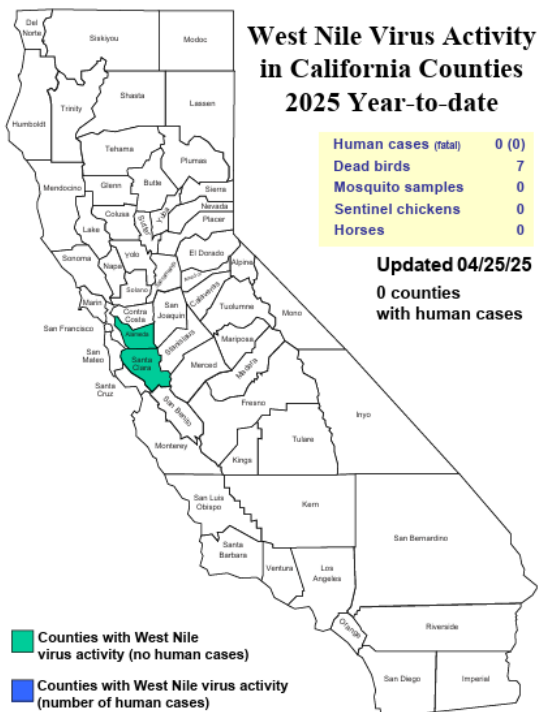 West Nile Virus Activity
in California Counties
2025 Year-to-date
Human cases (fatal) 0 (0)
Dead birds 7
Mosquito samples 0
Sentinel chickens 0
Horses 0
Updated 04/25/25
0 counties
with human cases
Del
Norte
Siskiyou
Modoc
Humboldt
Trinity
Shasta
Lassen
Tehama
Plumas
Mendocino
Glenn
Butte
Sierra
Colusa
Sutter
Yuba
Nevada
Placer
Lake
Sonoma
Napa
Yolo
El Dorado
Alpine
Solano
Sacramento
Amador
Calaveras
Marin
Contra
Costa
San
Joaquin
Tuolumne
Mono
San Francisco
Alameda
Stanislaus
Mariposa
San
Mateo
Santa
Clara
Merced
Madera
Santa
Cruz
San Benito
Fresno
Inyo
Monterey
Kings
Tulare
San Luis
Obispo
Kern
San Bernardino
Santa
Barbara
Ventura
Los
Angeles
Orange
Riverside
San Diego
Imperial
Counties with West Nile
virus activity (no human cases)
Counties with West Nile virus activity
(number of human cases)